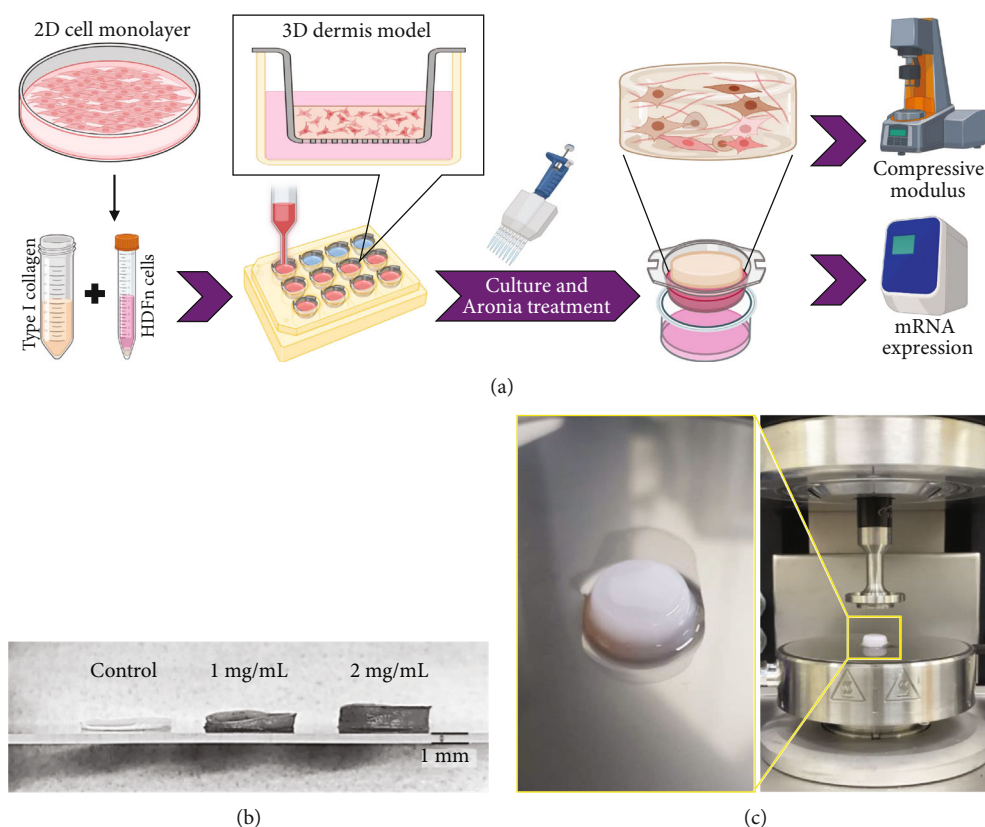 2D cell monolayer
3D dermis model
Type I collagen
HDFn cells
Culture and
Aronia treatment
Compressive
modulus
mRNA
expression
(a)
Control
1 mg/mL
2 mg/mL
1 mm
(b)
(c)